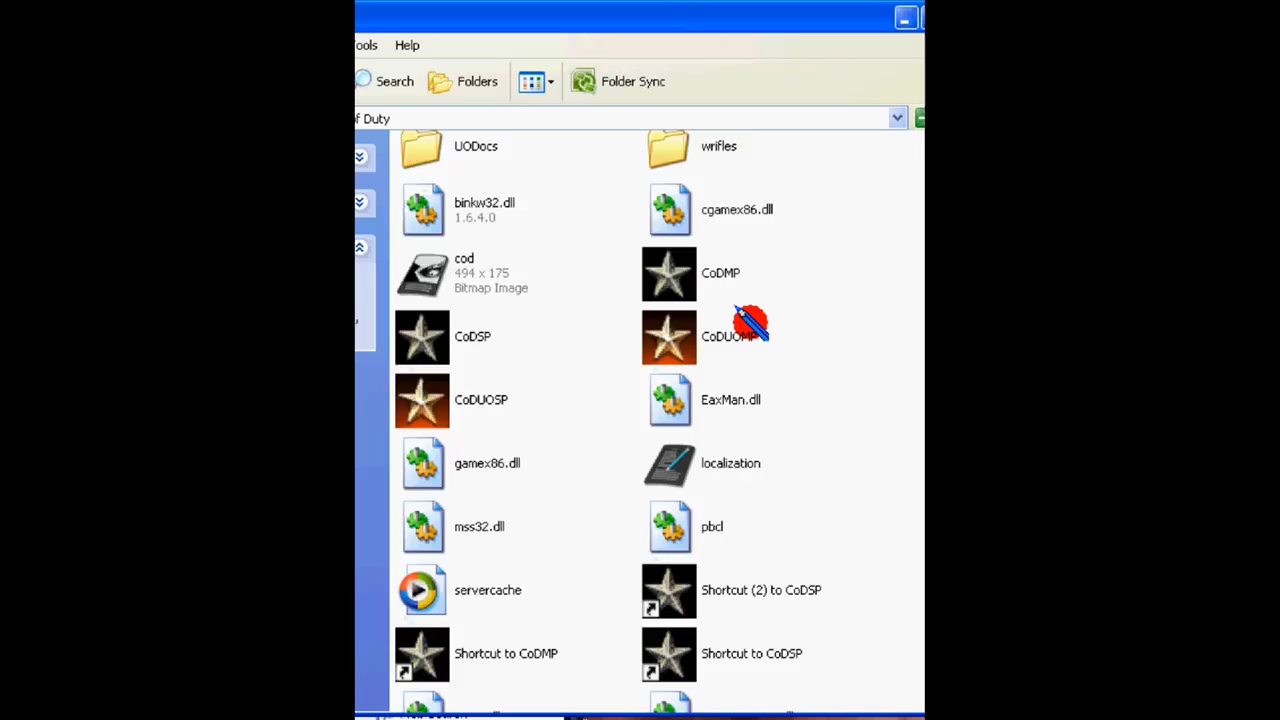 ools Help
Search Folders Folder Sync
of Duty
UODocs wrifles
binkw32.dll
1.6.4.0
cgamex86.dll
cod
494 x 175
Bitmap Image
CoDMP
CoDSP CoDUOMP
CoDUOSP EaxMan.dll
gamex86.dll localization
mss32.dll pbcl
servercache Shortcut (2) to CoDSP
Shortcut to CoDMP Shortcut to CoDSP